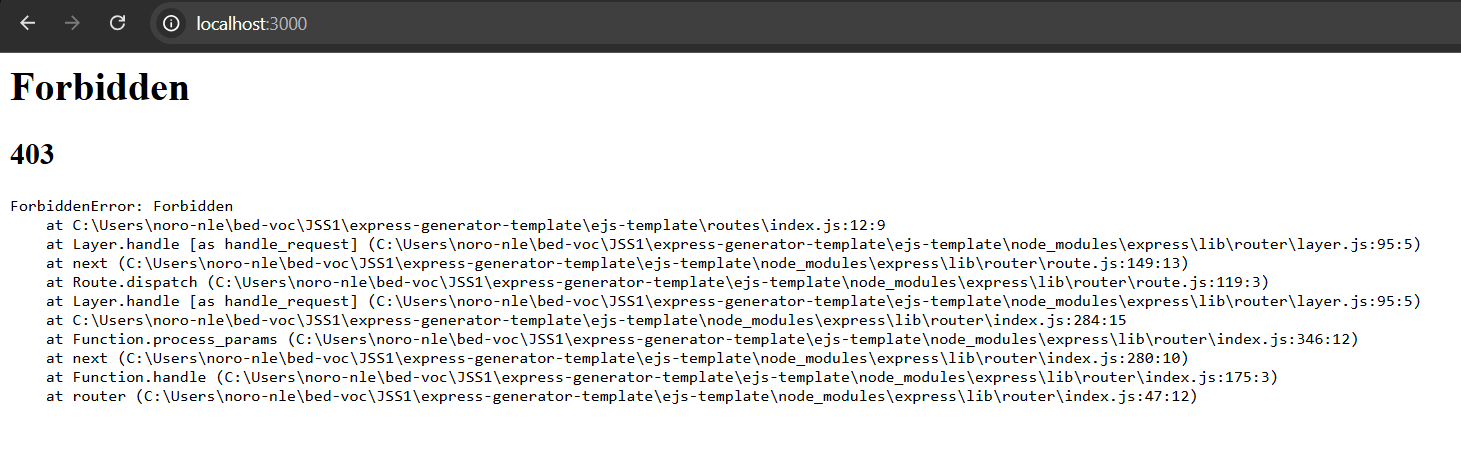 localhost:3000
Forbidden
403
ForbiddenError: Forbidden
    at C:\Users\noro-nle\bed-voc\JSS1\express-generator-template\ejs-template\routes\index.js:12:9
    at Layer.handle [as handle_request] (C:\Users\noro-nle\bed-voc\JSS1\express-generator-template\ejs-template\node_modules\express\lib\router\layer.js:95:5)
    at next (C:\Users\noro-nle\bed-voc\JSS1\express-generator-template\ejs-template\node_modules\express\lib\router\route.js:149:13)
    at Route.dispatch (C:\Users\noro-nle\bed-voc\JSS1\express-generator-template\ejs-template\node_modules\express\lib\router\route.js:119:3)
    at Layer.handle [as handle_request] (C:\Users\noro-nle\bed-voc\JSS1\express-generator-template\ejs-template\node_modules\express\lib\router\layer.js:95:5)
    at C:\Users\noro-nle\bed-voc\JSS1\express-generator-template\ejs-template\node_modules\express\lib\router\index.js:284:15
    at Function.process_params (C:\Users\noro-nle\bed-voc\JSS1\express-generator-template\ejs-template\node_modules\express\lib\router\index.js:346:12)
    at next (C:\Users\noro-nle\bed-voc\JSS1\express-generator-template\ejs-template\node_modules\express\lib\router\index.js:280:10)
    at Function.handle (C:\Users\noro-nle\bed-voc\JSS1\express-generator-template\ejs-template\node_modules\express\lib\router\index.js:175:3)
    at router (C:\Users\noro-nle\bed-voc\JSS1\express-generator-template\ejs-template\node_modules\express\lib\router\index.js:47:12)